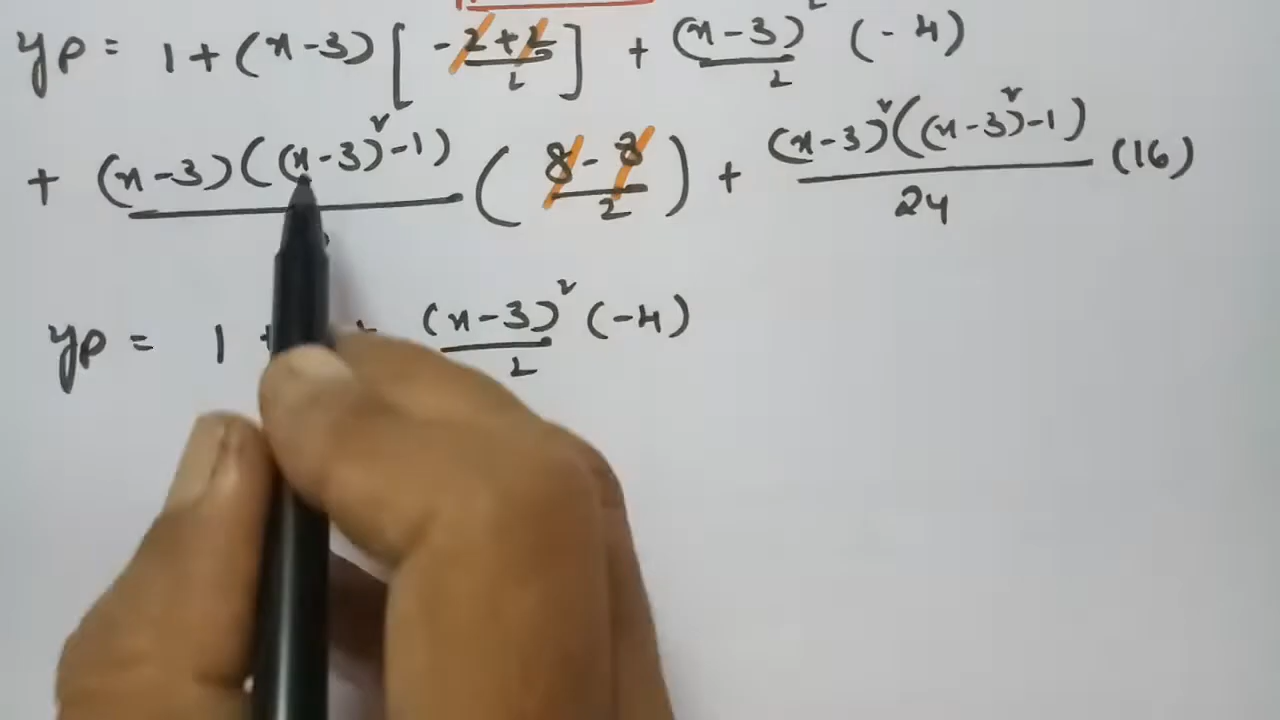 yp = 1 + (x-3) [ -2+2/2 ] + (x-3)²/2 (-4)
+ (x-3)((x-3)²-1) ( 8-8/2 ) + (x-3)²((x-3)²-1)/24 (16)
yp = 1 + (x-3)²/2 (-4)